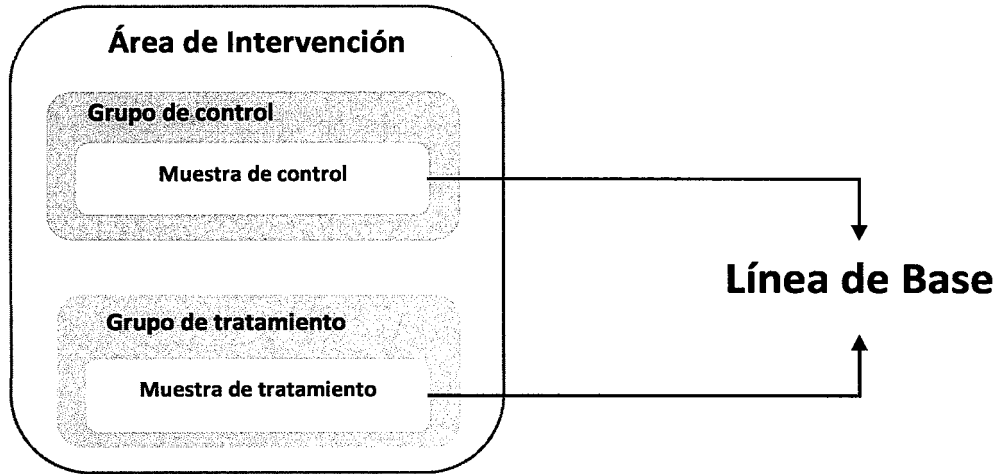 Área de Intervención
Grupo de control
Muestra de control
Línea de Base
Grupo de tratamiento
Muestra de tratamiento